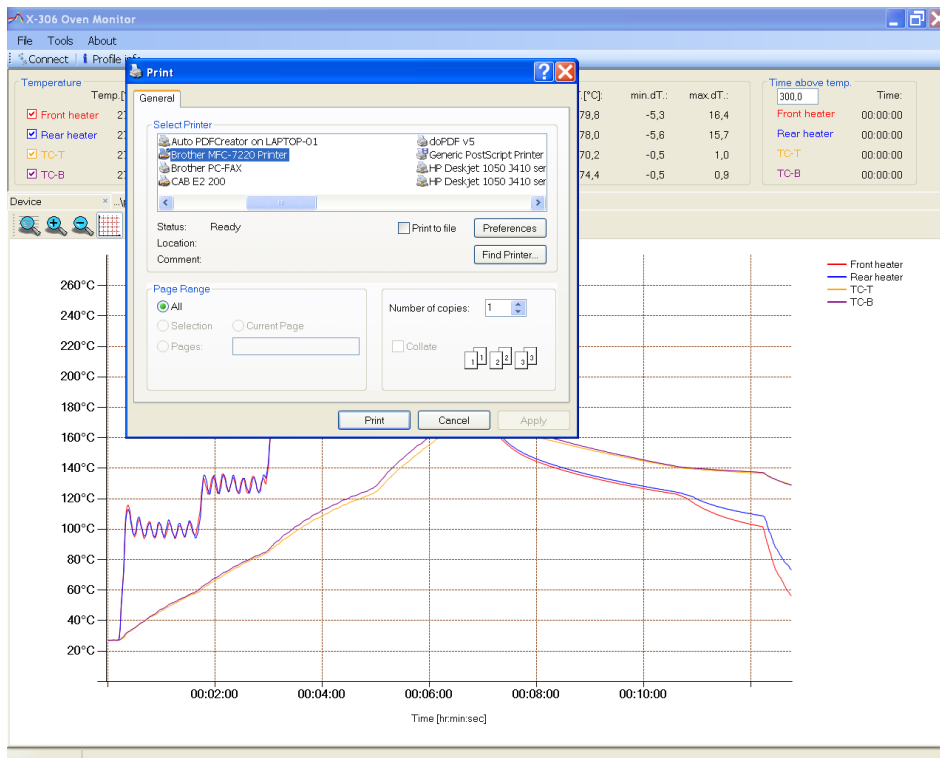 X-306 Oven Monitor
File Tools About
Connect Profile
Print
General
Select Printer
Auto PDFCreator on LAPTOP-01
Brother MFC-7220 Printer
Brother PC-FAX
CAB E2 200
doPDF v5
Generic PostScript Printer
HP Deskjet 1050 J410 ser
HP Deskjet 1050 J410 ser
Status: Ready
Location:
Comment:
Print to file
Preferences
Find Printer...
Page Range
All
Selection Current Page
Pages:
Number of copies: 1
Collate
1 1 2 2 3 3
Print Cancel Apply
Temperature
Temp.[
Front heater
Rear heater
TC-T
TC-B
.[°C]: min.dT.: max.dT.:
79,8 -5,3 16,4
78,0 -5,6 15,7
70,2 -0,5 1,0
74,4 -0,5 0,9
Time above temp.
300,0 Time:
Front heater 00:00:00
Rear heater 00:00:00
TC-T 00:00:00
TC-B 00:00:00
Device
Front heater
Rear heater
TC-T
TC-B
260°C
240°C
220°C
200°C
180°C
160°C
140°C
120°C
100°C
80°C
60°C
40°C
20°C
00:02:00 00:04:00 00:06:00 00:08:00 00:10:00
Time [hr:min:sec]